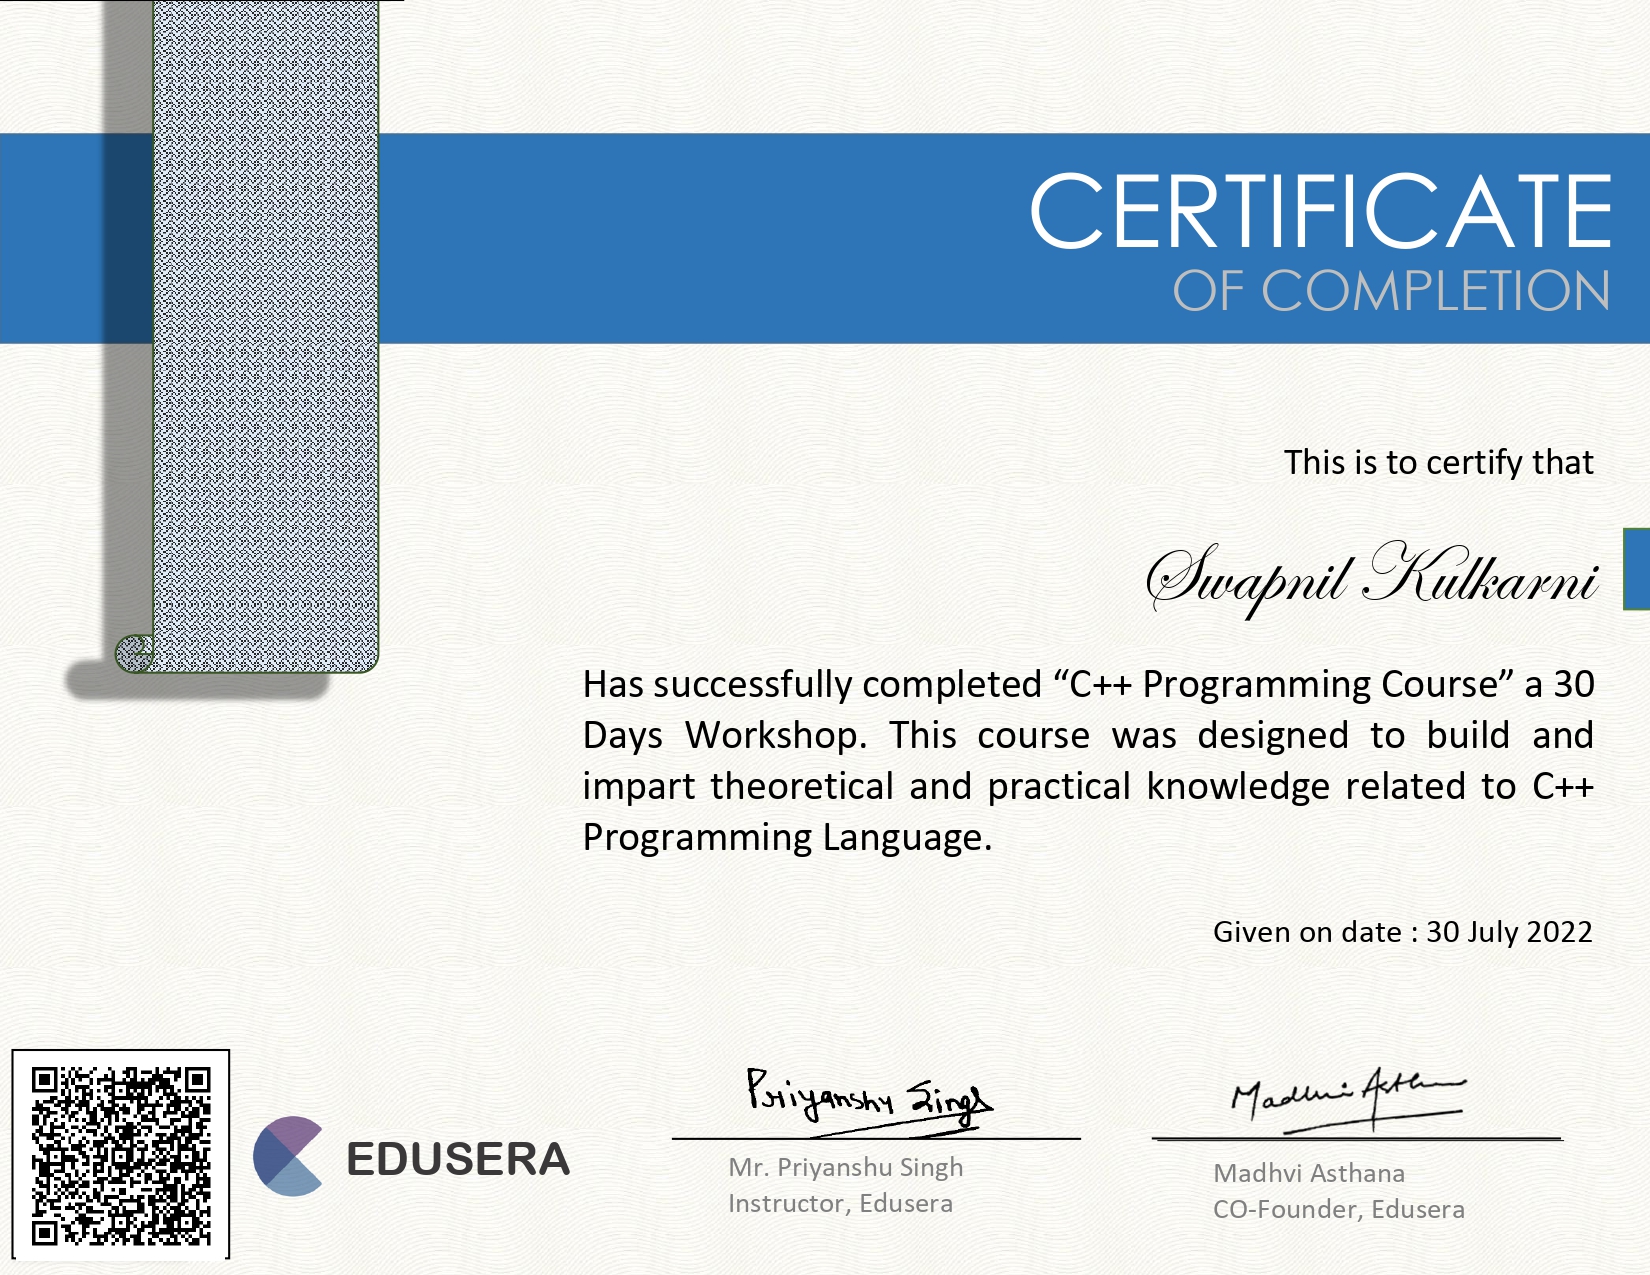 CERTIFICATE
OF COMPLETION
This is to certify that
Swapnil Kulkarni
Has successfully completed “C++ Programming Course” a 30
Days Workshop. This course was designed to build and
impart theoretical and practical knowledge related to C++
Programming Language.
Given on date : 30 July 2022
Priyanshu Singh
Madhvi Asthana
EDUSERA
Mr. Priyanshu Singh
Instructor, Edusera
Madhvi Asthana
CO-Founder, Edusera